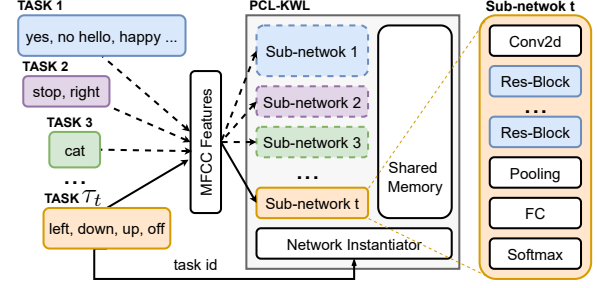 TASK 1
yes, no hello, happy ...
TASK 2
stop, right
TASK 3
cat
...
TASK τt
left, down, up, off
task id
MFCC Features
PCL-KWL
Sub-network 1
Sub-network 2
Sub-network 3
...
Sub-network t
Shared
Memory
Network Instantiator
Sub-netwok t
Conv2d
Res-Block
...
Res-Block
Pooling
FC
Softmax